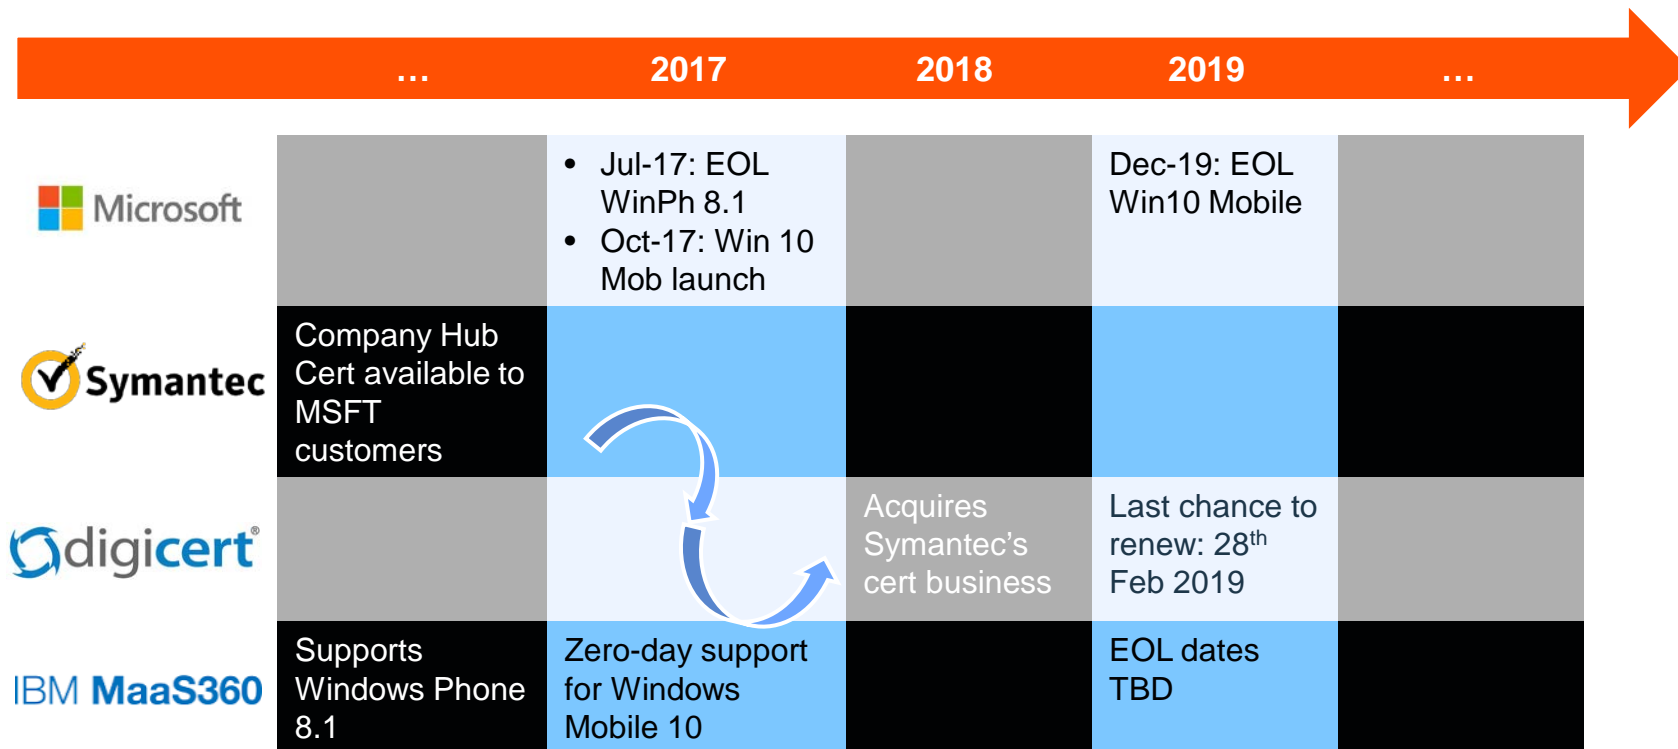 … 2017 2018 2019 …
Microsoft
• Jul-17: EOL
WinPh 8.1
• Oct-17: Win 10
Mob launch
Dec-19: EOL
Win10 Mobile
Symantec
Company Hub
Cert available to
MSFT
customers
digicert®
Acquires
Symantec’s
cert business
Last chance to
renew: 28th
Feb 2019
IBM MaaS360
Supports
Windows Phone
8.1
Zero-day support
for Windows
Mobile 10
EOL dates
TBD